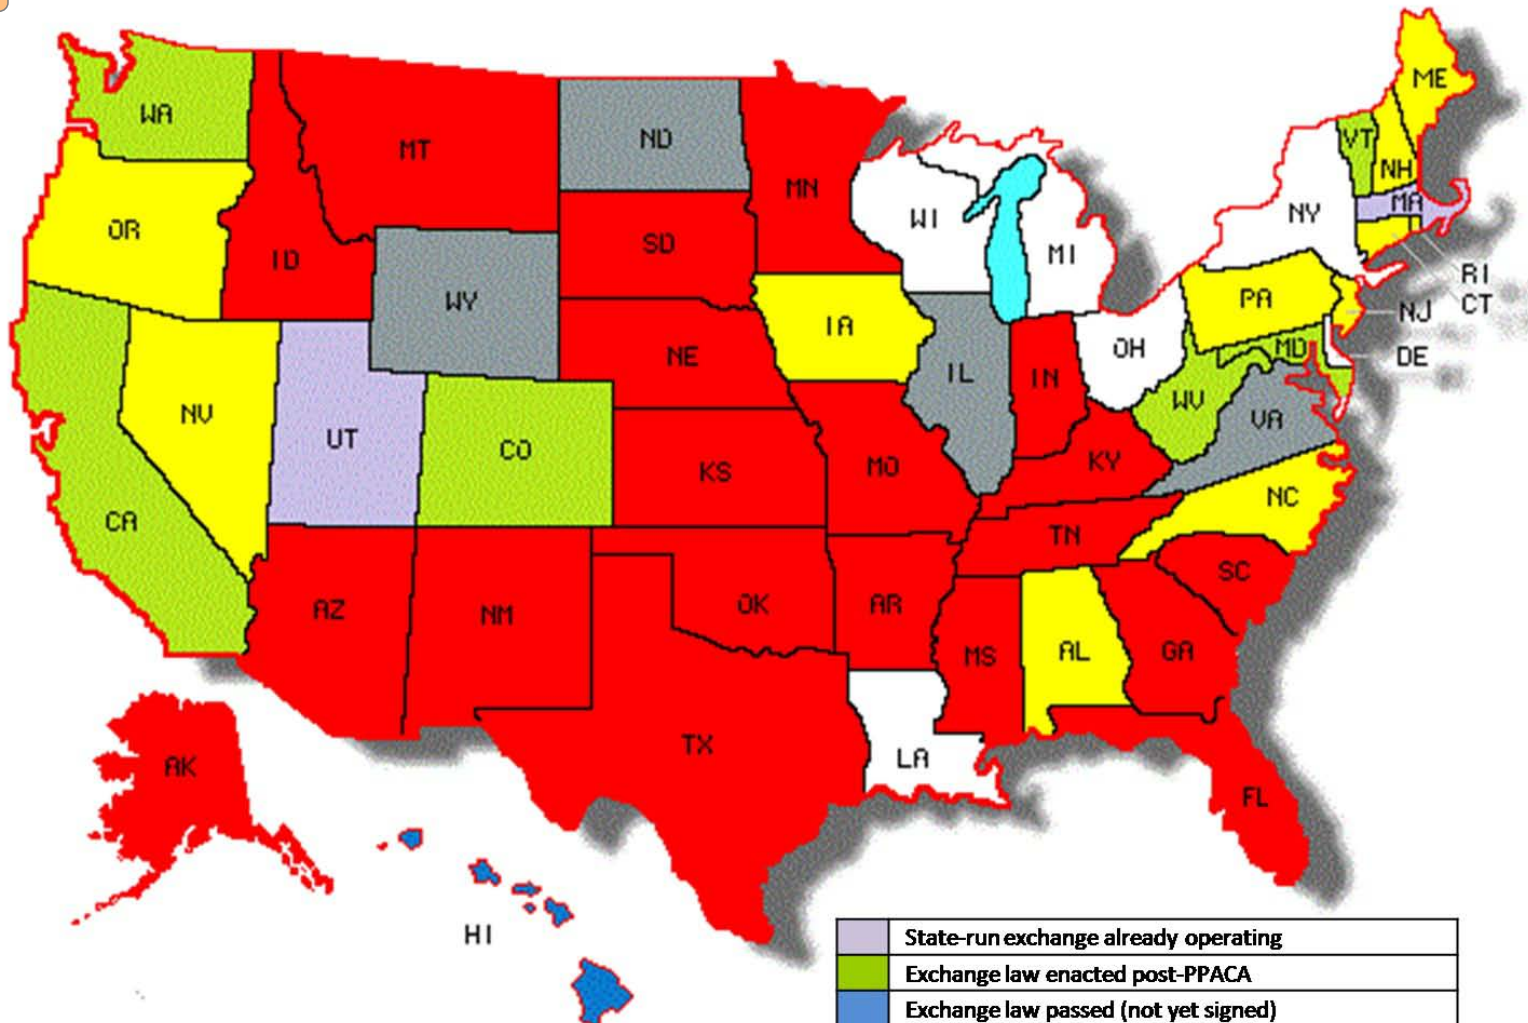 WA
MT
ND
MN
ME
VT
NH
MA
OR
ID
SD
WI
MI
NY
RI
CT
WY
IA
PA
NJ
NE
IL
IN
OH
MD
DE
NV
UT
CO
KS
MO
KY
WV
VA
CA
NC
TN
AZ
NM
OK
AR
SC
MS
AL
GA
TX
LA
AK
FL
HI
State-run exchange already operating
Exchange law enacted post-PPACA
Exchange law passed (not yet signed)